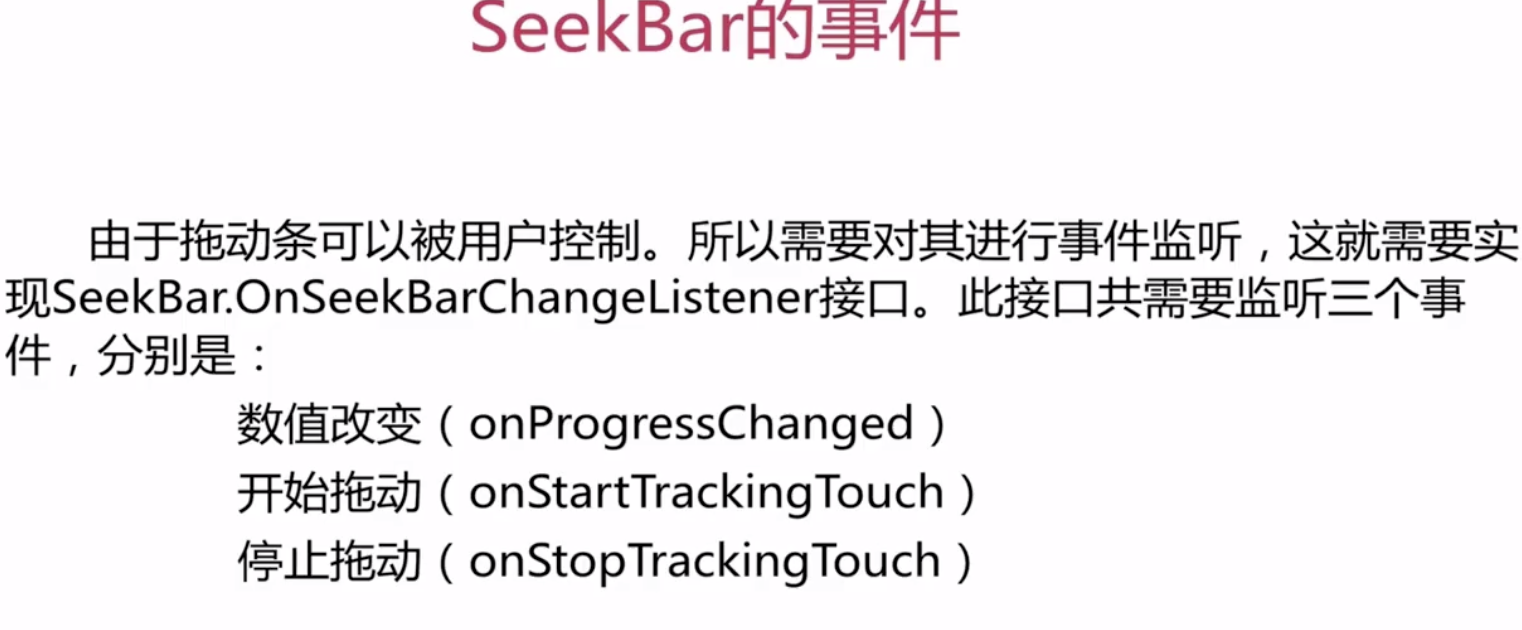 SeekBar的事件
由于拖动条可以被用户控制。所以需要对其进行事件监听，这就需要实
现SeekBar.OnSeekBarChangeListener接口。此接口共需要监听三个事
件，分别是：
数值改变（onProgressChanged）
开始拖动（onStartTrackingTouch）
停止拖动（onStopTrackingTouch）